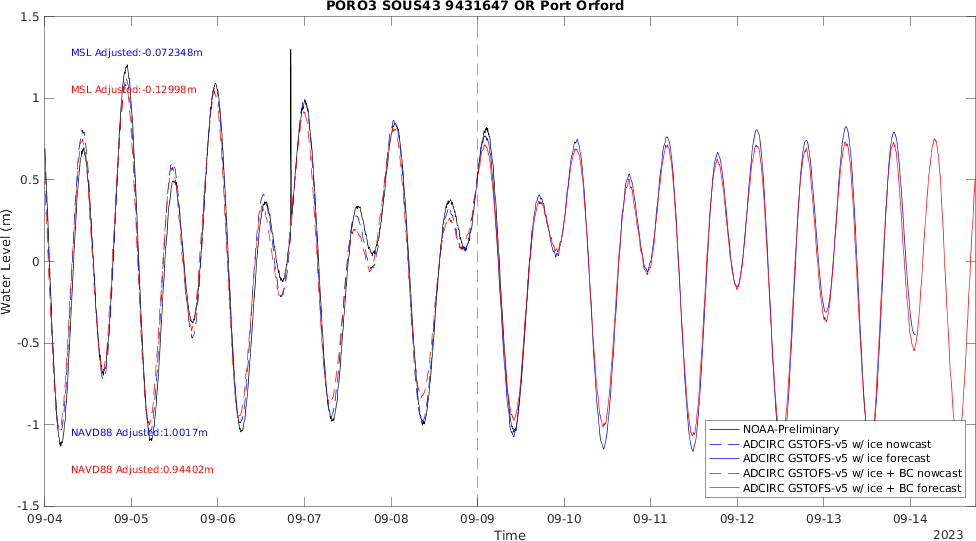 PORO3 SOUS43 9431647 OR Port Orford
1.5
1
0.5
0
-0.5
-1
-1.5
Water Level (m)
MSL Adjusted:-0.072348m
MSL Adjusted:-0.12998m
NAVD88 Adjusted:1.0017m
NAVD88 Adjusted:0.94402m
NOAA-Preliminary
ADCIRC GSTOFS-v5 w/ ice nowcast
ADCIRC GSTOFS-v5 w/ ice forecast
ADCIRC GSTOFS-v5 w/ ice + BC nowcast
ADCIRC GSTOFS-v5 w/ ice + BC forecast
09-04 09-05 09-06 09-07 09-08 09-09 09-10 09-11 09-12 09-13 09-14
Time
2023